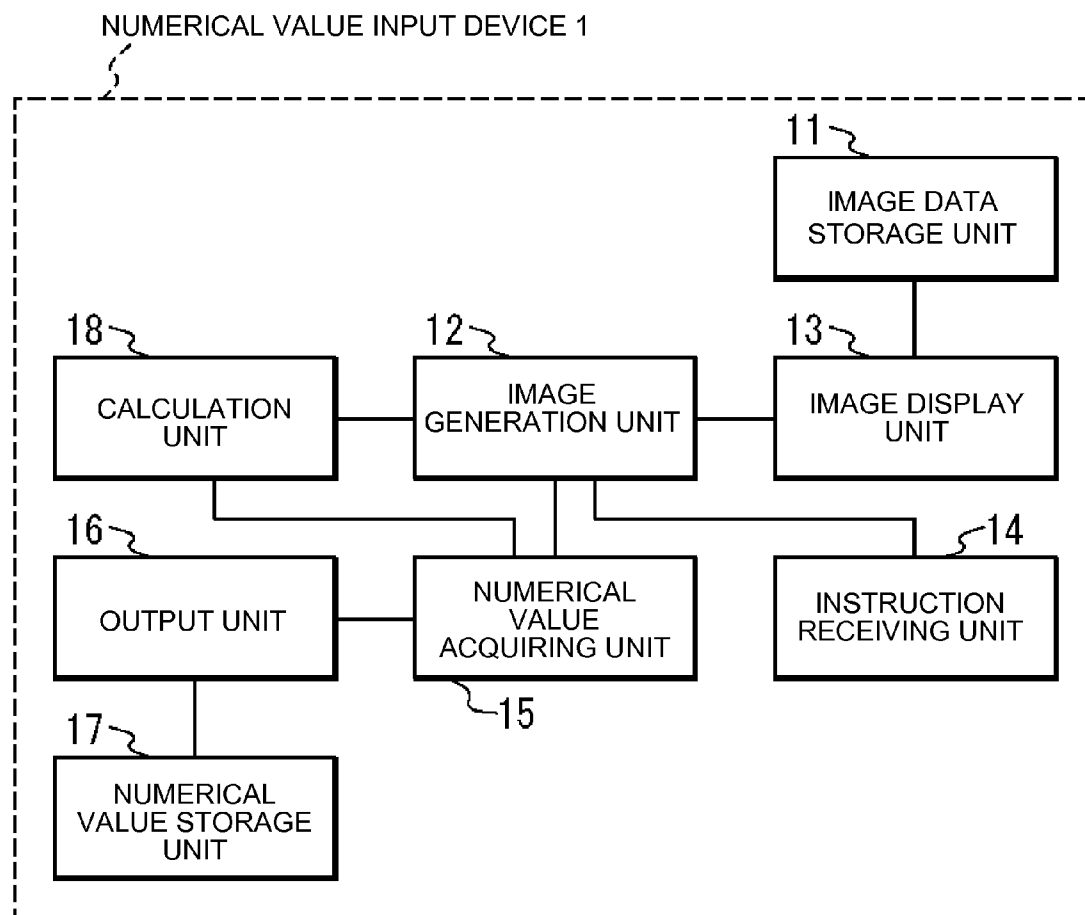 NUMERICAL VALUE INPUT DEVICE 1
11
IMAGE DATA
STORAGE UNIT
18
CALCULATION
UNIT
12
IMAGE
GENERATION UNIT
13
IMAGE DISPLAY
UNIT
16
OUTPUT UNIT
NUMERICAL
VALUE
ACQUIRING UNIT
15
14
INSTRUCTION
RECEIVING UNIT
17
NUMERICAL
VALUE STORAGE
UNIT